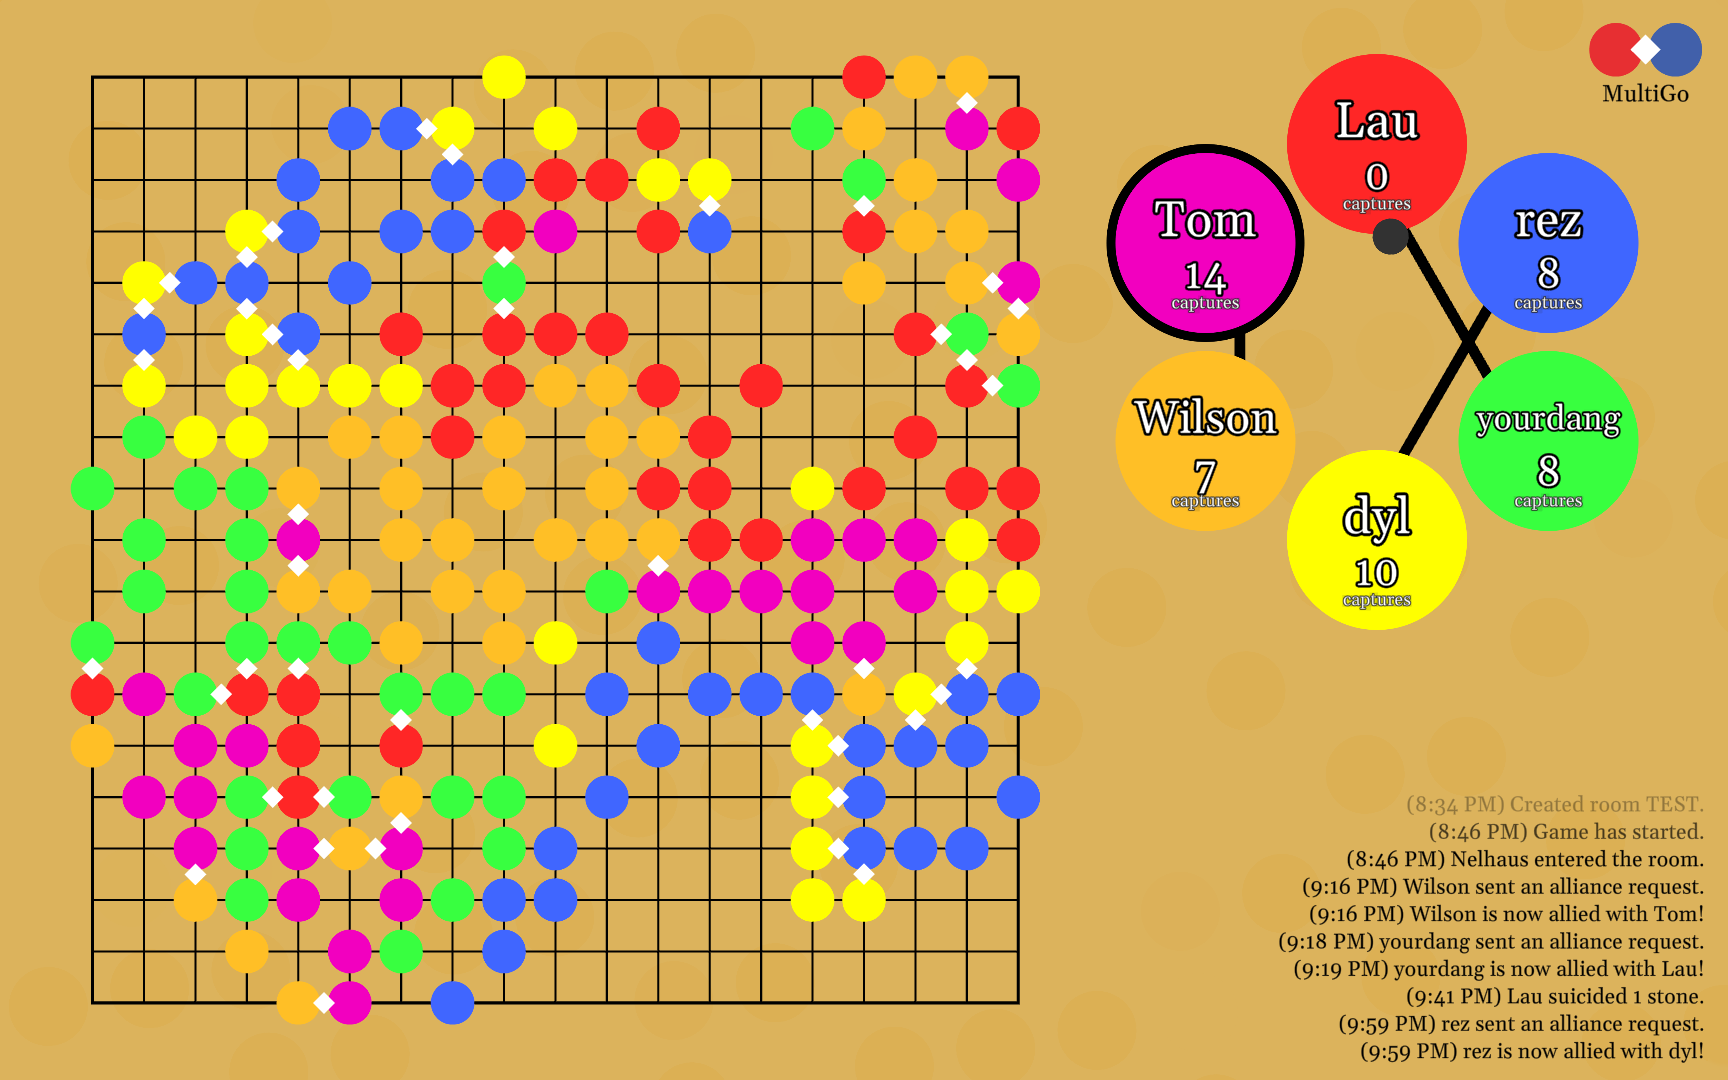 MultiGo
Lau
0
captures
Tom
14
captures
rez
8
captures
Wilson
7
captures
yourdang
8
captures
dyl
10
captures
(8:34 PM) Created room TEST.
(8:46 PM) Game has started.
(8:46 PM) Nelhaus entered the room.
(9:16 PM) Wilson sent an alliance request.
(9:16 PM) Wilson is now allied with Tom!
(9:18 PM) yourdang sent an alliance request.
(9:19 PM) yourdang is now allied with Lau!
(9:41 PM) Lau suicided 1 stone.
(9:59 PM) rez sent an alliance request.
(9:59 PM) rez is now allied with dyl!